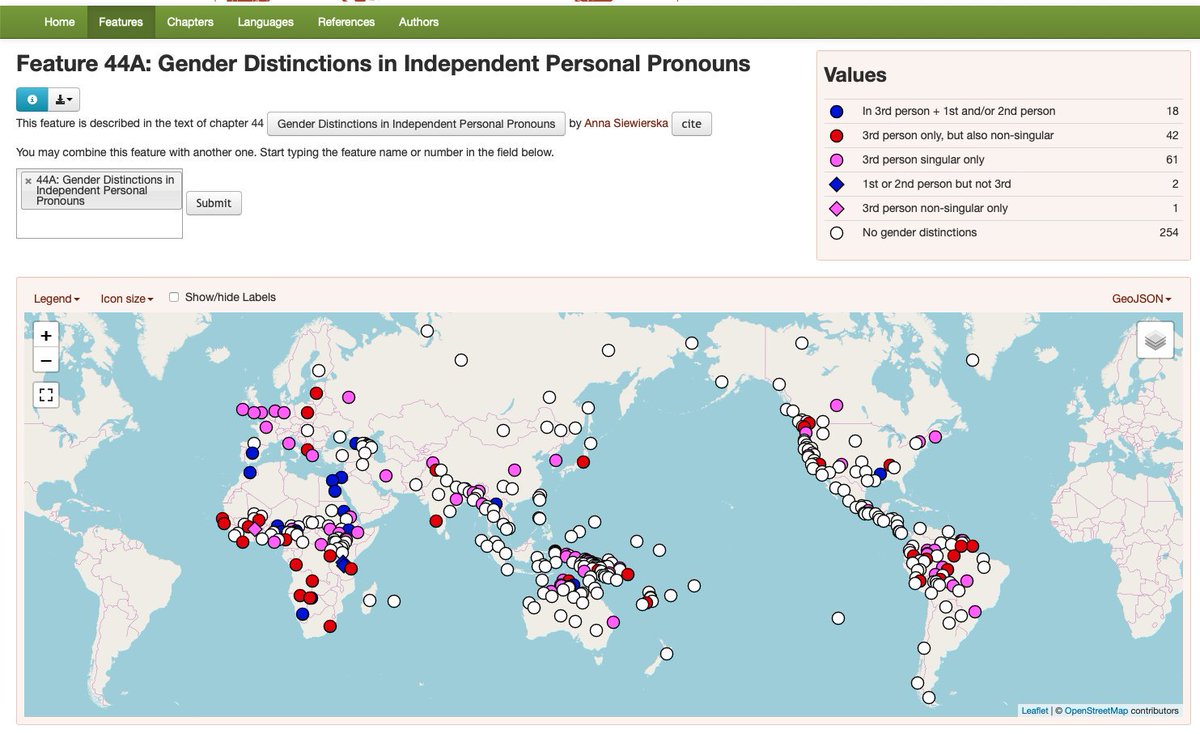 Home Features Chapters Languages References Authors
Feature 44A: Gender Distinctions in Independent Personal Pronouns
This feature is described in the text of chapter 44 Gender Distinctions in Independent Personal Pronouns by Anna Siewierska cite
You may combine this feature with another one. Start typing the feature name or number in the field below.
× 44A: Gender Distinctions in
Independent Personal
Pronouns
Submit
Values
In 3rd person + 1st and/or 2nd person 18
3rd person only, but also non-singular 42
3rd person singular only 61
1st or 2nd person but not 3rd 2
3rd person non-singular only 1
No gender distinctions 254
Legend Icon size Show/hide Labels GeoJSON
+
−
Leaflet | © OpenStreetMap contributors